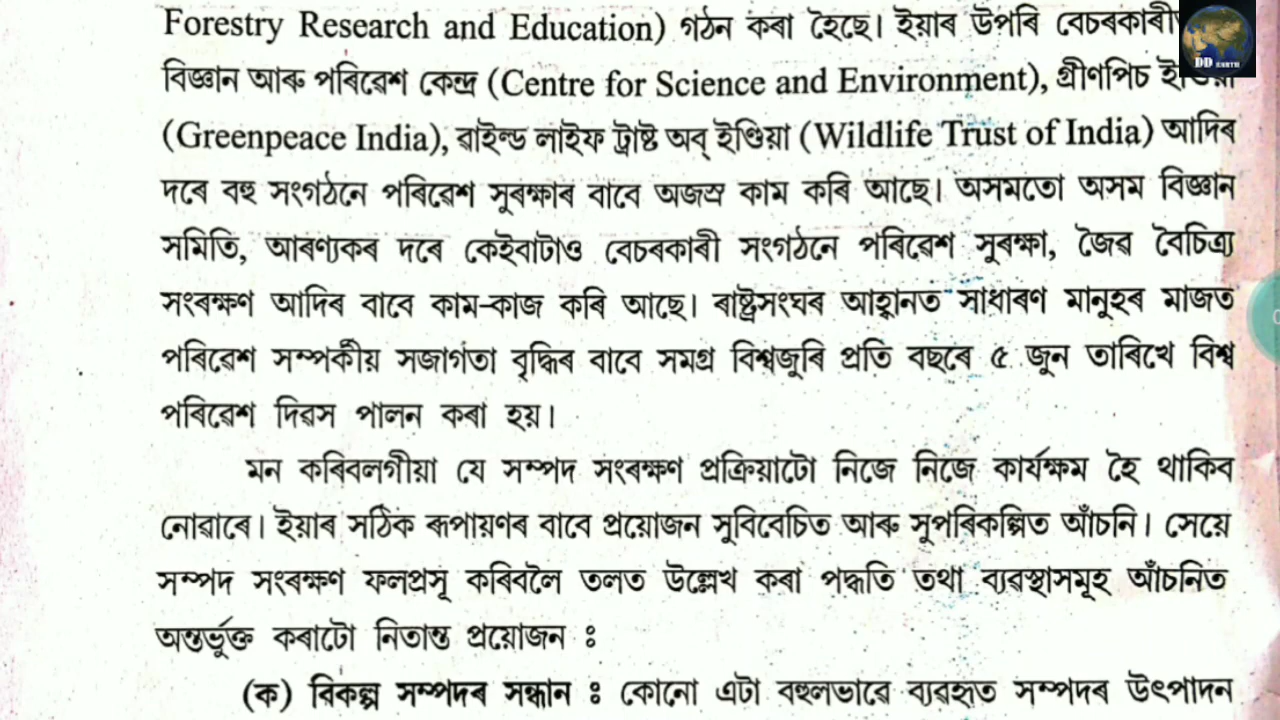 Forestry Research and Education) গঠন কৰা হৈছে। ইয়াৰ উপৰি বেচৰকাৰী
বিজ্ঞান আৰু পৰিৱেশ কেন্দ্ৰ (Centre for Science and Environment), গ্ৰীণপিচ
(Greenpeace India), ৱাইল্ড লাইফ ট্ৰাষ্ট অব্ ইণ্ডিয়া (Wildlife Trust of India) আদিৰ
দৰে বহু সংগঠনে পৰিৱেশ সুৰক্ষাৰ বাবে অজস্ৰ কাম কৰি আছে। অসমতো অসম বিজ্ঞান
সমিতি, আৰণ্যকৰ দৰে কেইবাটাও বেচৰকাৰী সংগঠনে পৰিৱেশ সুৰক্ষা, জৈৱ বৈচিত্ৰ্য
সংৰক্ষণ আদিৰ বাবে কাম-কাজ কৰি আছে। ৰাষ্ট্ৰসংঘৰ আহ্বানত সাধাৰণ মানুহৰ মাজত
পৰিৱেশ সম্পৰ্কীয় সজাগতা বৃদ্ধিৰ বাবে সমগ্ৰ বিশ্বজুৰি প্ৰতি বছৰে ৫ জুন তাৰিখে বিশ্ব
পৰিৱেশ দিৱস পালন কৰা হয়।
মন কৰিবলগীয়া যে সম্পদ সংৰক্ষণ প্ৰক্ৰিয়াটো নিজে নিজে কাৰ্যক্ষম হৈ থাকিব
নোৱাৰে। ইয়াৰ সঠিক ৰূপায়ণৰ বাবে প্ৰয়োজন সুবিবেচিত আৰু সুপৰিকল্পিত আঁচনি। সেয়ে
সম্পদ সংৰক্ষণ ফলপ্ৰসূ কৰিবলৈ তলত উল্লেখ কৰা পদ্ধতি তথা ব্যৱস্থাসমূহ আঁচনিত
অন্তৰ্ভুক্ত কৰাটো নিতান্ত প্ৰয়োজন ঃ
(ক) বিকল্প সম্পদৰ সন্ধান ঃ কোনো এটা বহুলভাৱে ব্যৱহৃত সম্পদৰ উৎপাদন
DD EARTH